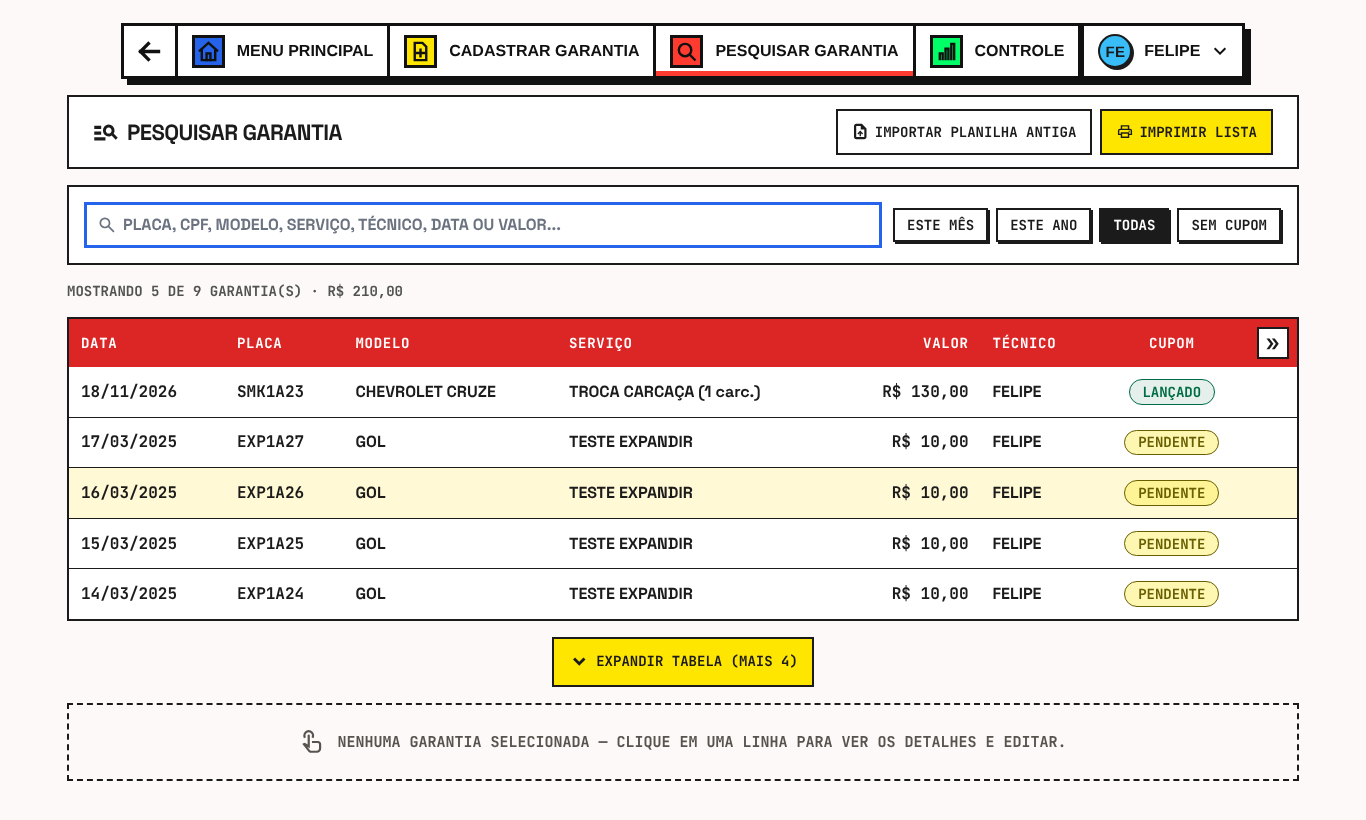 MENU PRINCIPAL CADASTRAR GARANTIA PESQUISAR GARANTIA CONTROLE FE FELIPE
PESQUISAR GARANTIA IMPORTAR PLANILHA ANTIGA IMPRIMIR LISTA
PLACA, CPF, MODELO, SERVIÇO, TÉCNICO, DATA OU VALOR... ESTE MÊS ESTE ANO TODAS SEM CUPOM
MOSTRANDO 5 DE 9 GARANTIA(S) · R$ 210,00
DATA PLACA MODELO SERVIÇO VALOR TÉCNICO CUPOM »
18/11/2026 SMK1A23 CHEVROLET CRUZE TROCA CARCAÇA (1 carc.) R$ 130,00 FELIPE LANÇADO
17/03/2025 EXP1A27 GOL TESTE EXPANDIR R$ 10,00 FELIPE PENDENTE
16/03/2025 EXP1A26 GOL TESTE EXPANDIR R$ 10,00 FELIPE PENDENTE
15/03/2025 EXP1A25 GOL TESTE EXPANDIR R$ 10,00 FELIPE PENDENTE
14/03/2025 EXP1A24 GOL TESTE EXPANDIR R$ 10,00 FELIPE PENDENTE
EXPANDIR TABELA (MAIS 4)
NENHUMA GARANTIA SELECIONADA — CLIQUE EM UMA LINHA PARA VER OS DETALHES E EDITAR.